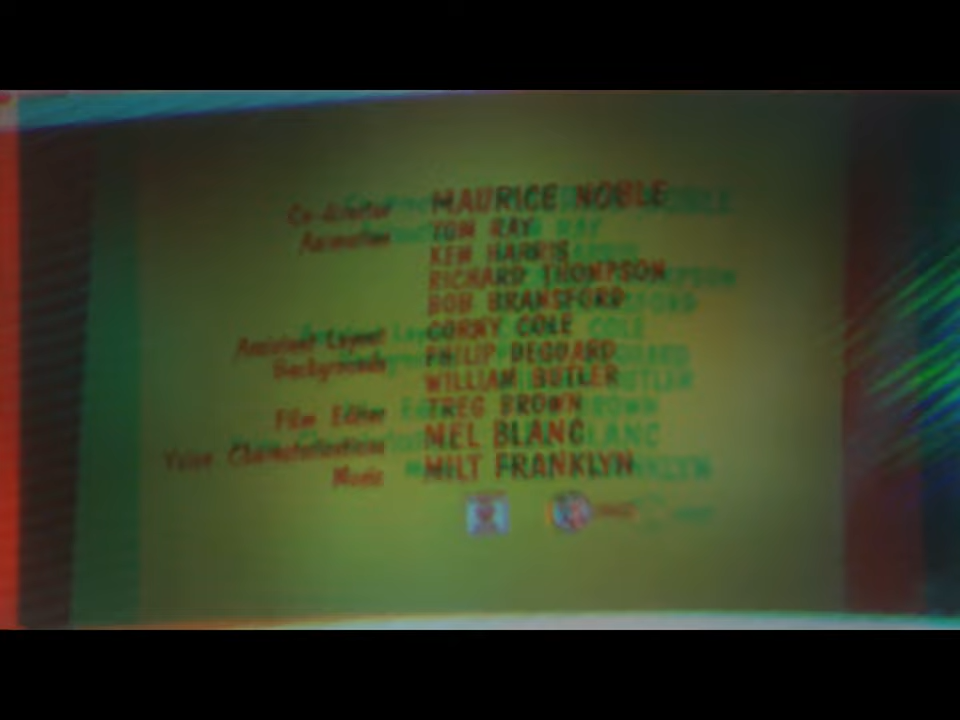 Co-director MAURICE NOBLE
Animation TOM RAY
KEN HARRIS
RICHARD THOMPSON
BOB BRANSFORD
Assistant Layout CORNY COLE
Backgrounds PHILIP DEGUARD
WILLIAM BUTLER
Film Editor TREG BROWN
Voice Characterizations MEL BLANC
Music MILT FRANKLYN